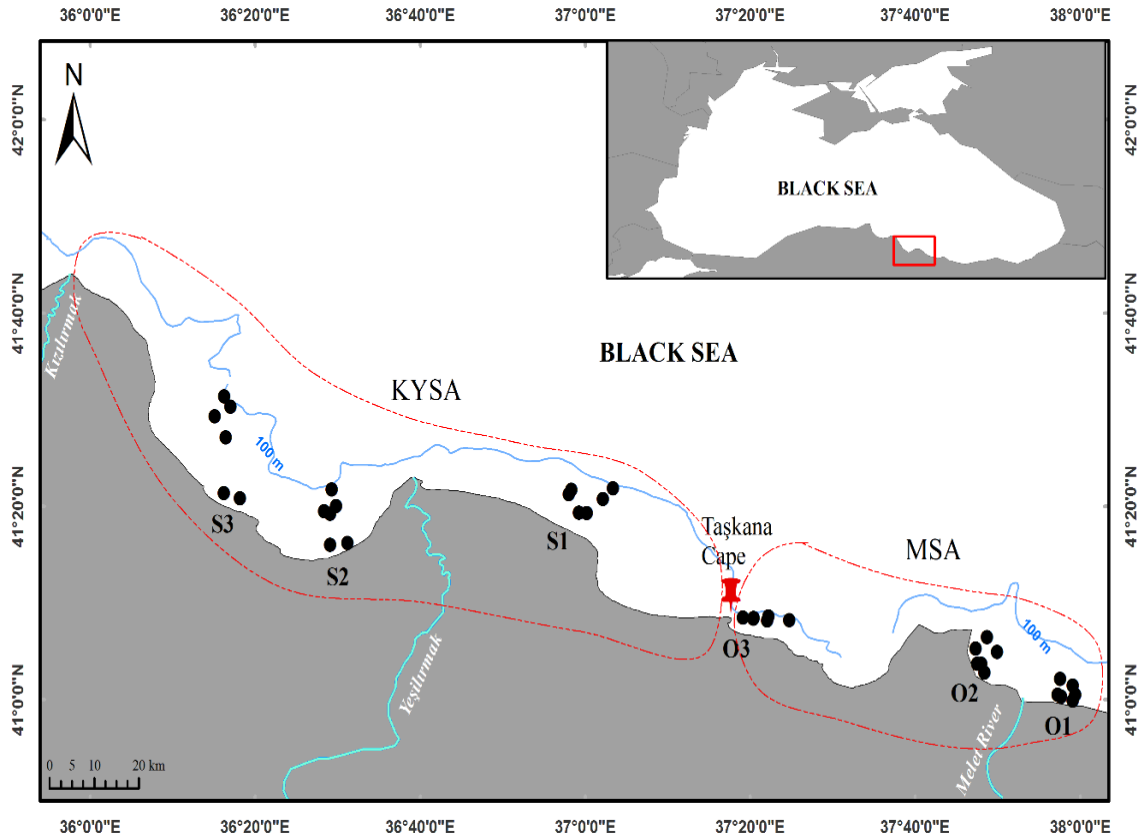 36°0'0"E 36°20'0"E 36°40'0"E 37°0'0"E 37°20'0"E 37°40'0"E 38°0'0"E
N
42°0'0"N
42°0'0"N
BLACK SEA
41°40'0"N
41°40'0"N
Kızılırmak
BLACK SEA
KYSA
100 m
41°20'0"N
41°20'0"N
S3
S2
S1
Taşkana
Cape
MSA
Yeşilırmak
O3
100 m
O2
O1
Melet River
41°0'0"N
41°0'0"N
0 5 10 20 km
36°0'0"E 36°20'0"E 36°40'0"E 37°0'0"E 37°20'0"E 37°40'0"E 38°0'0"E